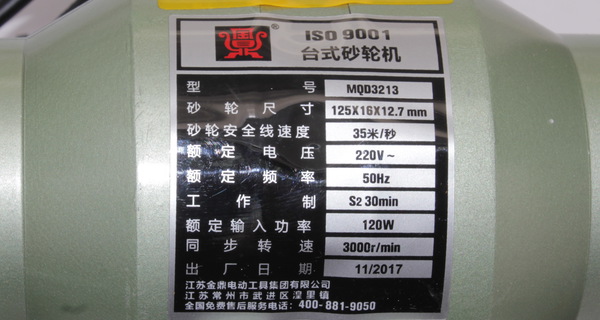 ISO 9001
台式砂轮机
型号 MQD3213
砂轮尺寸 125X16X12.7 mm
砂轮安全线速度 35米/秒
额定电压 220V~
额定频率 50Hz
工作制 S2 30min
额定输入功率 120W
同步转速 3000r/min
出厂日期 11/2017
江苏金鼎电动工具集团有限公司
江苏常州市武进区湟里镇
全国免费售后服务电话: 400-881-9050